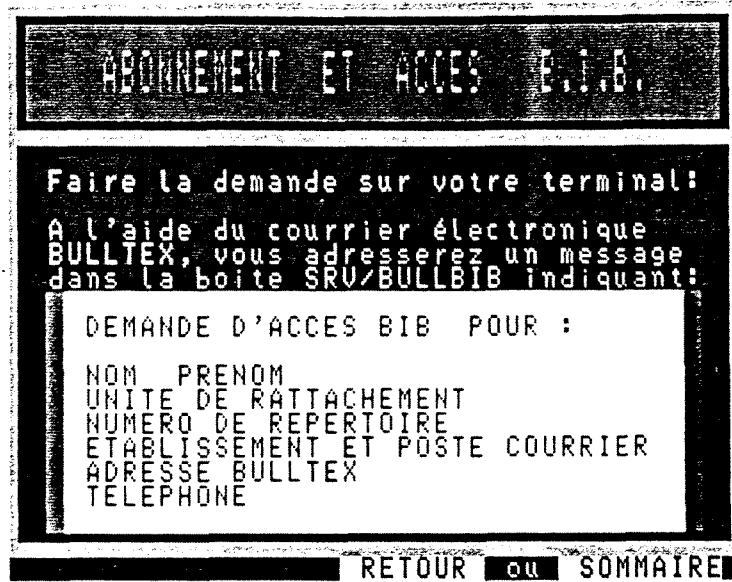 ABONNEMENT ET ACCES B.I.B.
Faire la demande sur votre terminal:
A l'aide du courrier électronique
BULLTEX, vous adresserez un message
dans la boite SRV/BULLBIB indiquant:
DEMANDE D'ACCES BIB POUR :
NOM PRENOM
UNITE DE RATTACHEMENT
NUMERO DE REPERTOIRE
ETABLISSEMENT ET POSTE COURRIER
ADRESSE BULLTEX
TELEPHONE
RETOUR ou SOMMAIRE